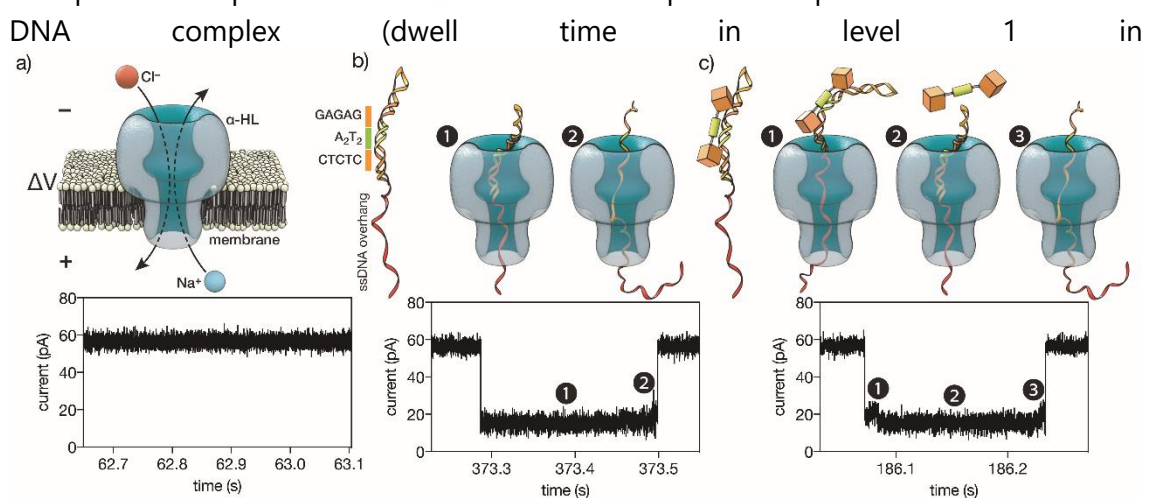 DNA complex (dwell time in level 1 in
a)
Cl⁻
−
α-HL
ΔV
membrane
+
Na⁺
80
60
40
20
0
current (pA)
62.7 62.8 62.9 63.0 63.1
time (s)
b)
GAGAG
A₂T₂
CTCTC
ssDNA overhang
1 2
80
60
40
20
0
current (pA)
1 2
373.3 373.4 373.5
time (s)
c)
1 2 3
80
60
40
20
0
current (pA)
1 2 3
186.1 186.2
time (s)